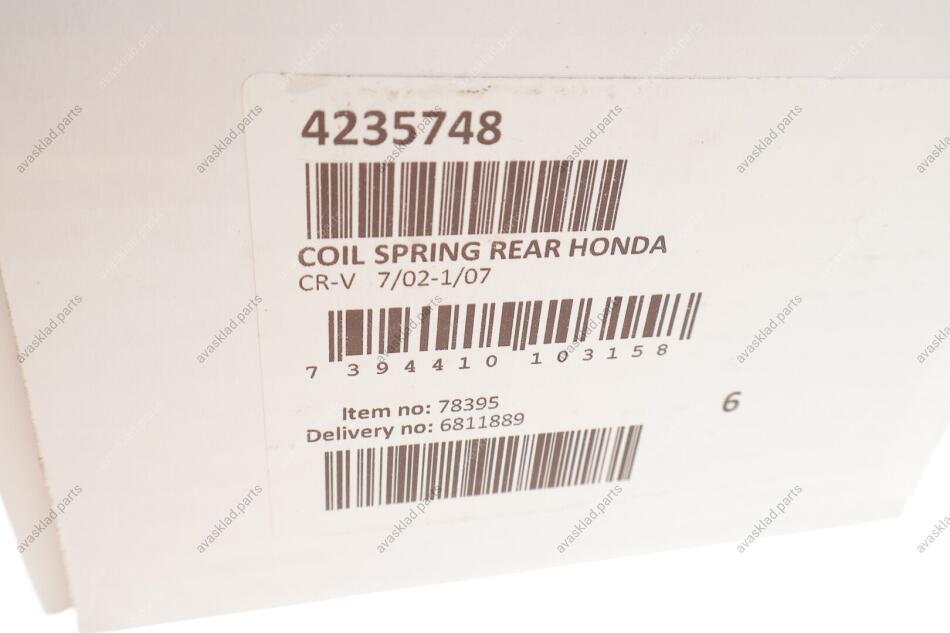 4235748
COIL SPRING REAR HONDA
CR-V 7/02-1/07
7 394410 103158
Item no: 78395
6
Delivery no: 6811889
avasklad.parts